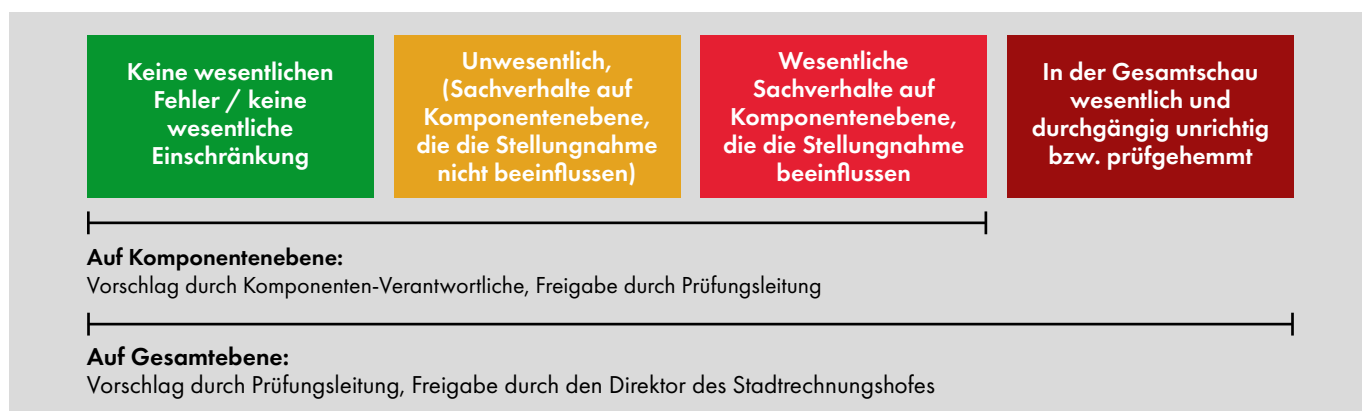 Keine wesentlichen
Fehler / keine
wesentliche
Einschränkung
Unwesentlich,
(Sachverhalte auf
Komponentenebene,
die die Stellungnahme
nicht beeinflussen)
Wesentliche
Sachverhalte auf
Komponentenebene,
die die Stellungnahme
beeinflussen
In der Gesamtschau
wesentlich und
durchgängig unrichtig
bzw. prüfgehemmt
Auf Komponentenebene:
Vorschlag durch Komponenten-Verantwortliche, Freigabe durch Prüfungsleitung
Auf Gesamtebene:
Vorschlag durch Prüfungsleitung, Freigabe durch den Direktor des Stadtrechnungshofes